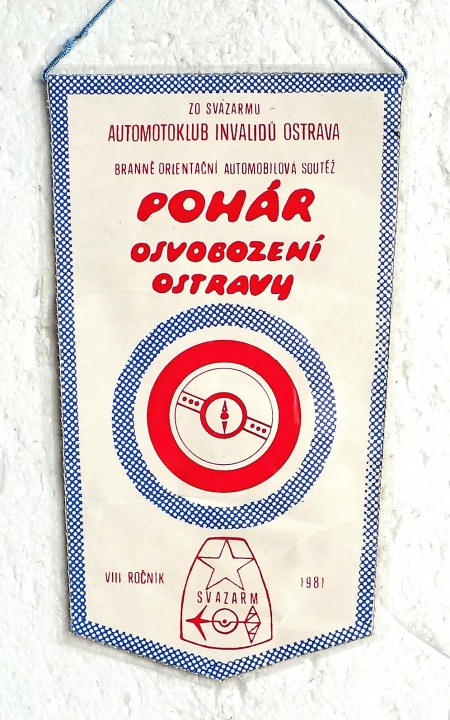 ZO SVAZARMU
AUTOMOTOKLUB INVALIDŮ OSTRAVA
BRANNĚ ORIENTAČNÍ AUTOMOBILOVÁ SOUTĚŽ
POHÁR
OSVOBOZENÍ
OSTRAVY
SVAZARM
VIII ROČNÍK 1981